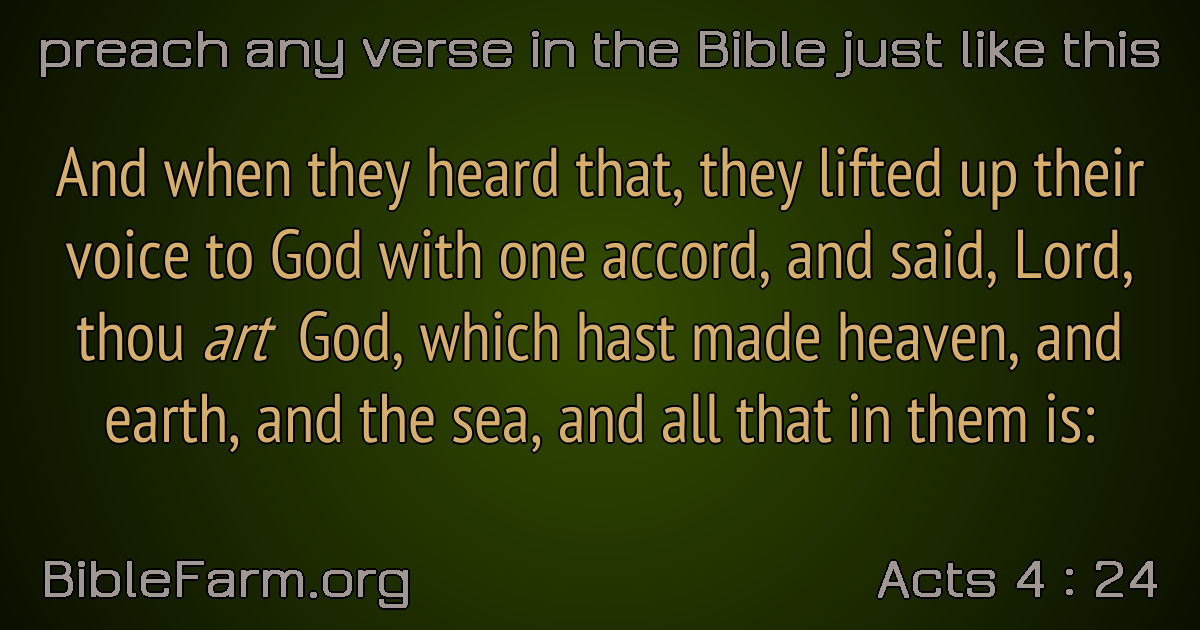 preach any verse in the Bible just like this
And when they heard that, they lifted up their
voice to God with one accord, and said, Lord,
thou art God, which hast made heaven, and
earth, and the sea, and all that in them is:
BibleFarm.org
Acts 4 : 24